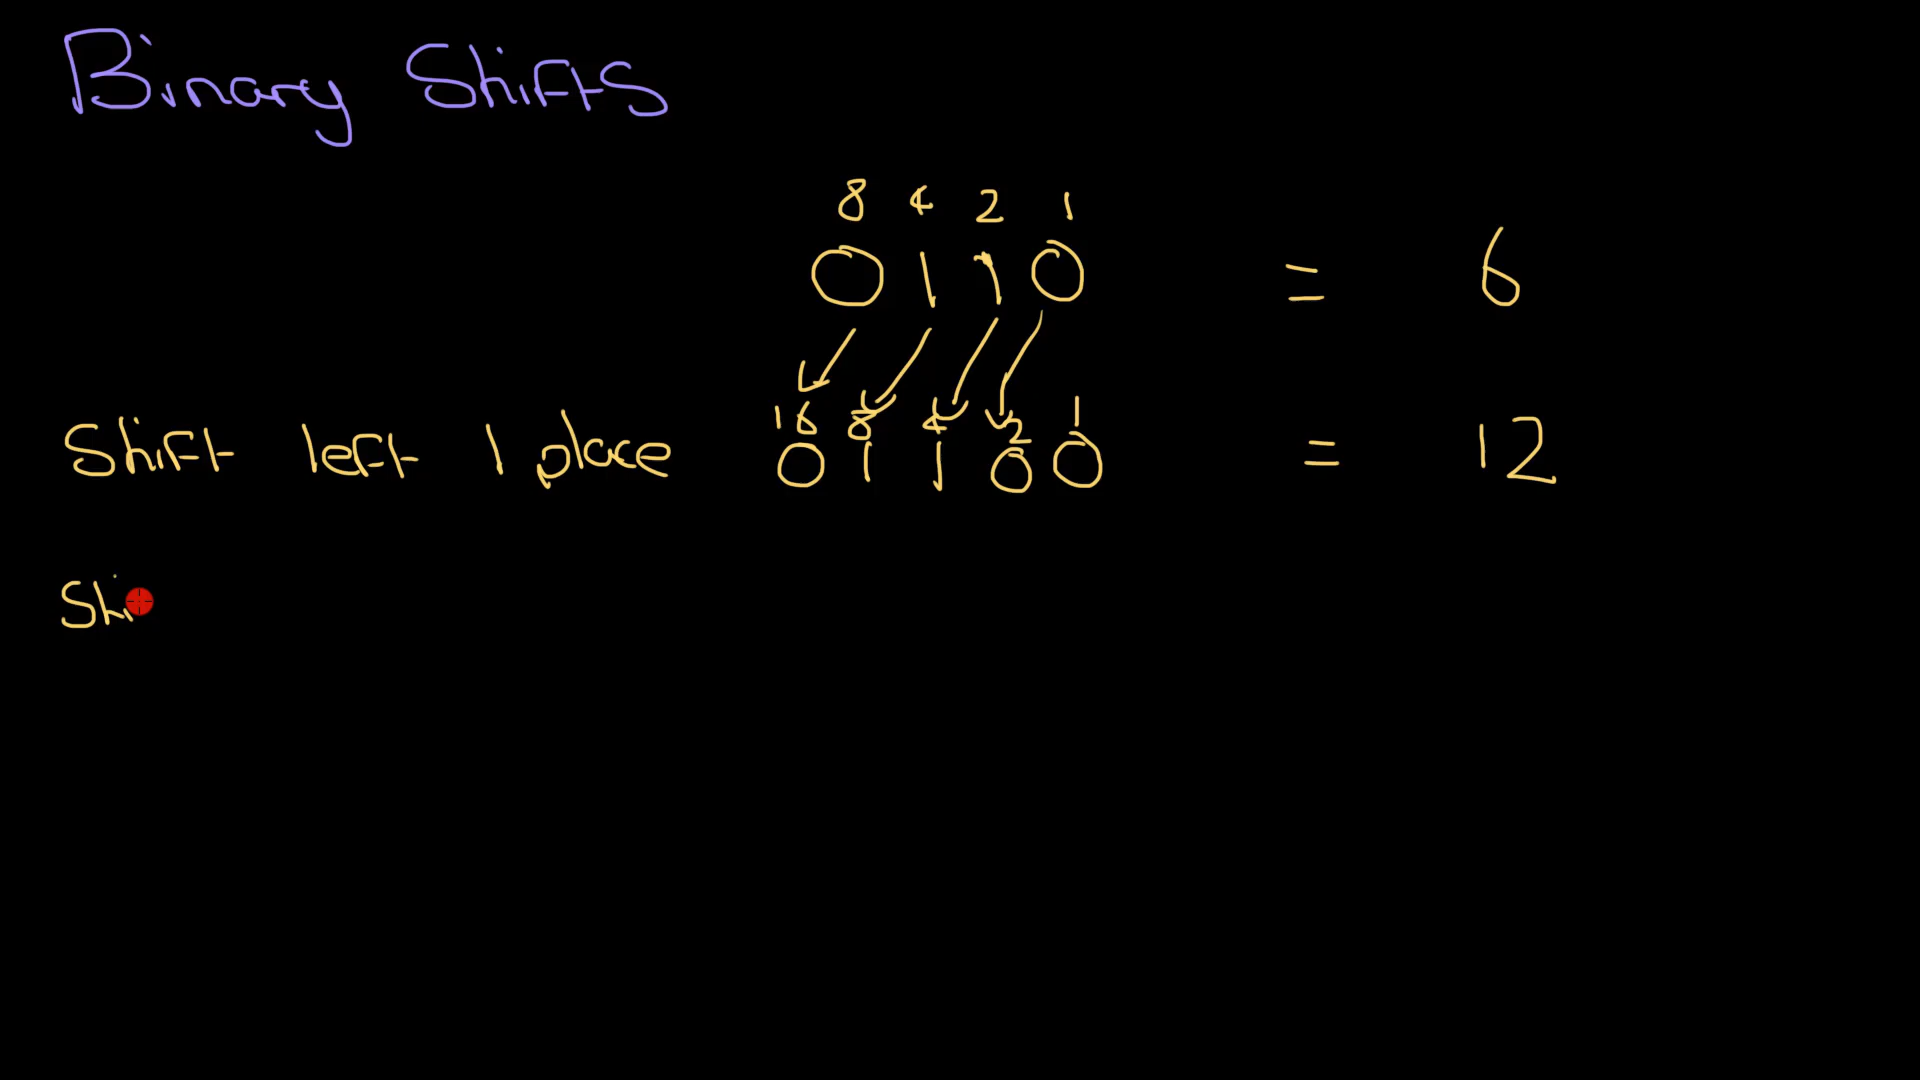 Binary Shifts
8 4 2 1
0 1 1 0 = 6
16 8 4 2 1
Shift left 1 place 0 1 1 0 0 = 12
Shi